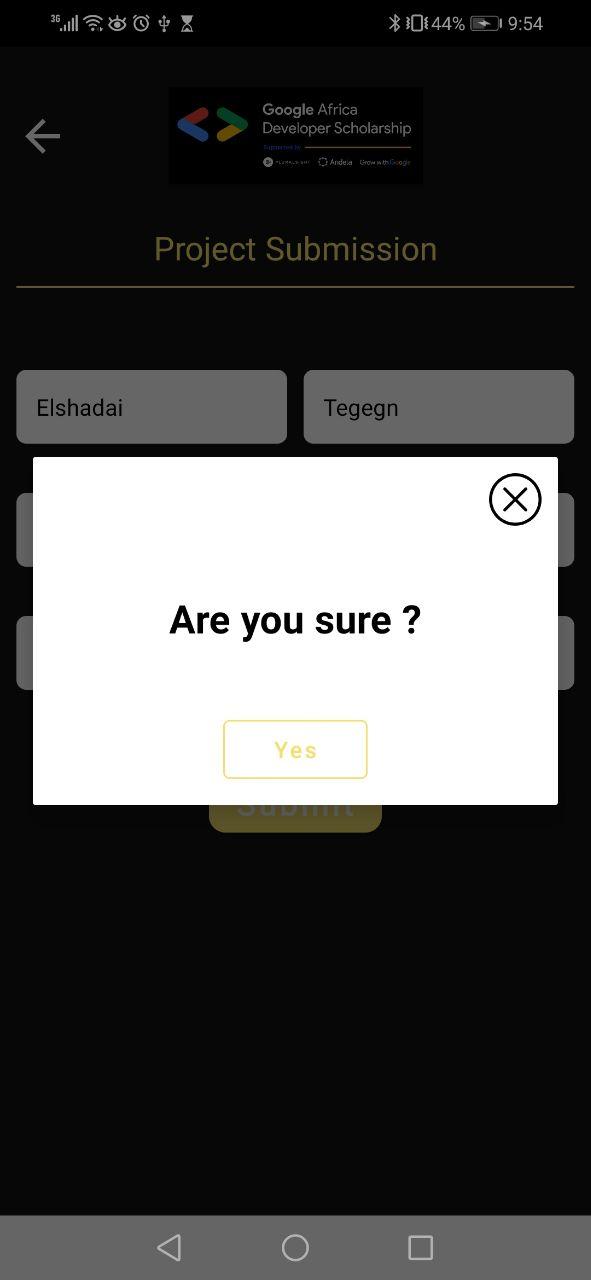 3G 44% 9:54
Google Africa
Developer Scholarship
Supported by
PLURALSIGHT Andela Grow with Google
Project Submission
Elshadai Tegegn
Are you sure ?
Yes
Submit